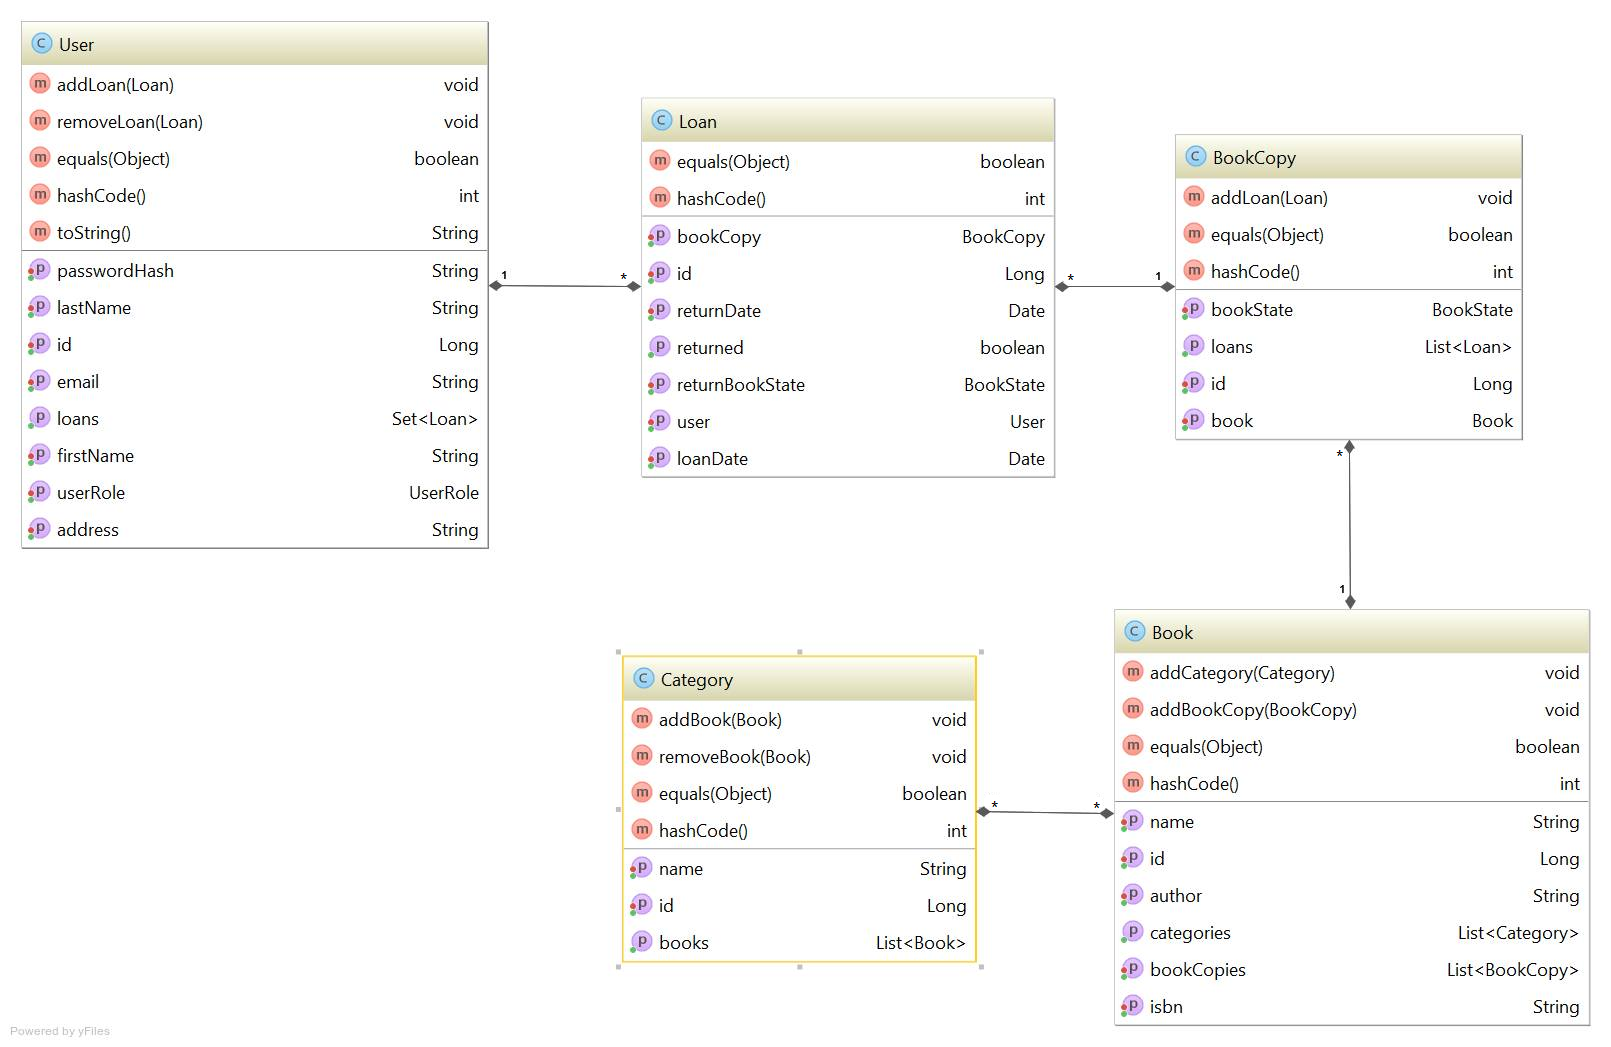 User
addLoan(Loan) void
removeLoan(Loan) void
equals(Object) boolean
hashCode() int
toString() String
passwordHash String
lastName String
id Long
email String
loans Set<Loan>
firstName String
userRole UserRole
address String
1 *
Loan
equals(Object) boolean
hashCode() int
bookCopy BookCopy
id Long
returnDate Date
returned boolean
returnBookState BookState
user User
loanDate Date
* 1
BookCopy
addLoan(Loan) void
equals(Object) boolean
hashCode() int
bookState BookState
loans List<Loan>
id Long
book Book
*
1
Category
addBook(Book) void
removeBook(Book) void
equals(Object) boolean
hashCode() int
name String
id Long
books List<Book>
* *
Book
addCategory(Category) void
addBookCopy(BookCopy) void
equals(Object) boolean
hashCode() int
name String
id Long
author String
categories List<Category>
bookCopies List<BookCopy>
isbn String
Powered by yFiles